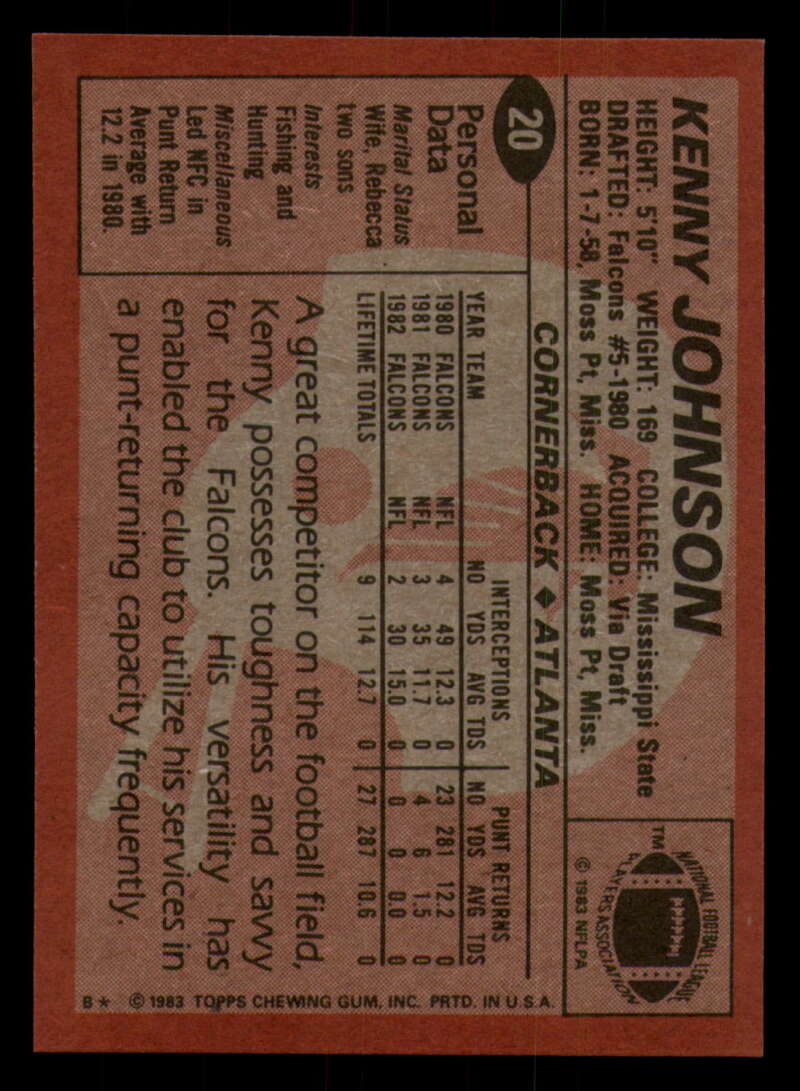 KENNY JOHNSON
HEIGHT: 5'10" WEIGHT: 169 COLLEGE: Mississippi State
DRAFTED: Falcons #5-1980 ACQUIRED: Via Draft
BORN: 1-7-58, Moss Pt, Miss. HOME: Moss Pt, Miss.
NATIONAL FOOTBALL LEAGUE
PLAYERS ASSOCIATION
TM
© 1983 NFLPA
20
CORNERBACK ♦ ATLANTA
Personal
Data
Marital Status
Wife, Rebecca
two sons
Interests
Fishing and
Hunting
Miscellaneous
Led NFC in
Punt Return
Average with
12.2 in 1980.
INTERCEPTIONS PUNT RETURNS
YEAR TEAM NO YDS AVG TDS NO YDS AVG TDS
1980 FALCONS NFL 4 49 12.3 0 23 281 12.2 0
1981 FALCONS NFL 3 35 11.7 0 4 6 1.5 0
1982 FALCONS NFL 2 30 15.0 0 0 0 0.0 0
LIFETIME TOTALS 9 114 12.7 0 27 287 10.6 0
A great competitor on the football field,
Kenny possesses toughness and savvy
for the Falcons. His versatility has
enabled the club to utilize his services in
a punt-returning capacity frequently.
B* © 1983 TOPPS CHEWING GUM, INC. PRTD. IN U.S.A.